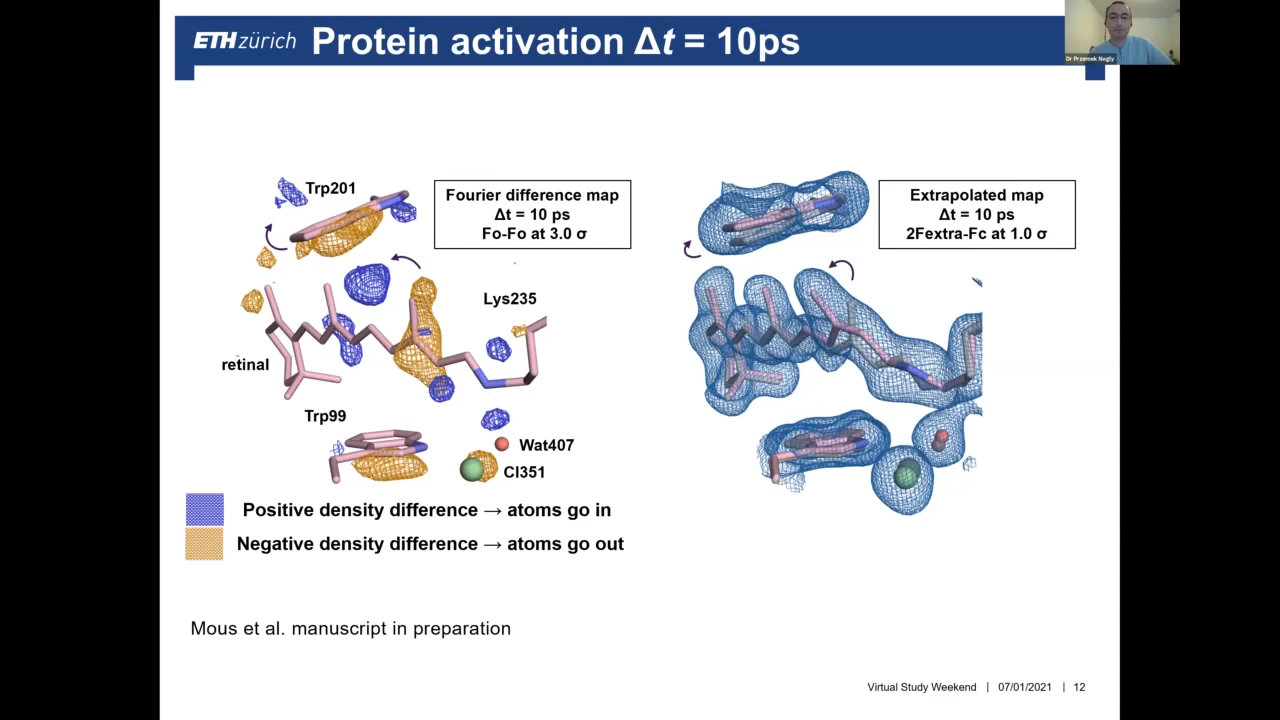 ETH zürich Protein activation Δt = 10ps
Dr Przemek Nogly
Trp201
Fourier difference map
Δt = 10 ps
Fo-Fo at 3.0 σ
Extrapolated map
Δt = 10 ps
2Fextra-Fc at 1.0 σ
Lys235
retinal
Trp99
Wat407
Cl351
Positive density difference → atoms go in
Negative density difference → atoms go out
Mous et al. manuscript in preparation
Virtual Study Weekend | 07/01/2021 | 12